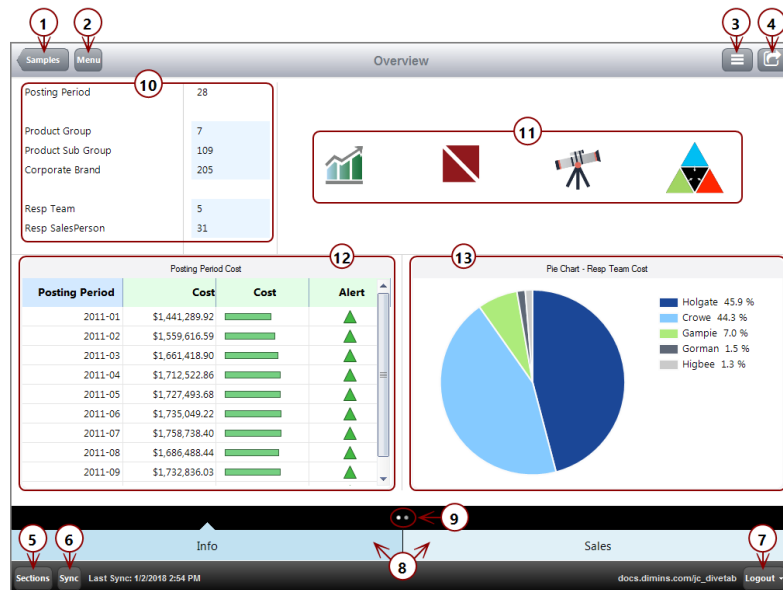 1 2 3 4
Samples Menu Overview
10
Posting Period 28
Product Group 7
Product Sub Group 109
Corporate Brand 205
Resp Team 5
Resp SalesPerson 31
11
12
Posting Period Cost
Posting Period Cost Cost Alert
2011-01 $1,441,289.92
2011-02 $1,559,616.59
2011-03 $1,661,418.90
2011-04 $1,712,522.86
2011-05 $1,727,493.68
2011-06 $1,735,049.22
2011-07 $1,758,738.40
2011-08 $1,686,488.44
2011-09 $1,732,836.03
13
Pie Chart - Resp Team Cost
Holgate 45.9 %
Crowe 44.3 %
Gampie 7.0 %
Gorman 1.5 %
Higbee 1.3 %
9
Info Sales
5 6 8 7
Sections Sync Last Sync: 1/2/2018 2:54 PM docs.dimins.com/jc_divetab Logout